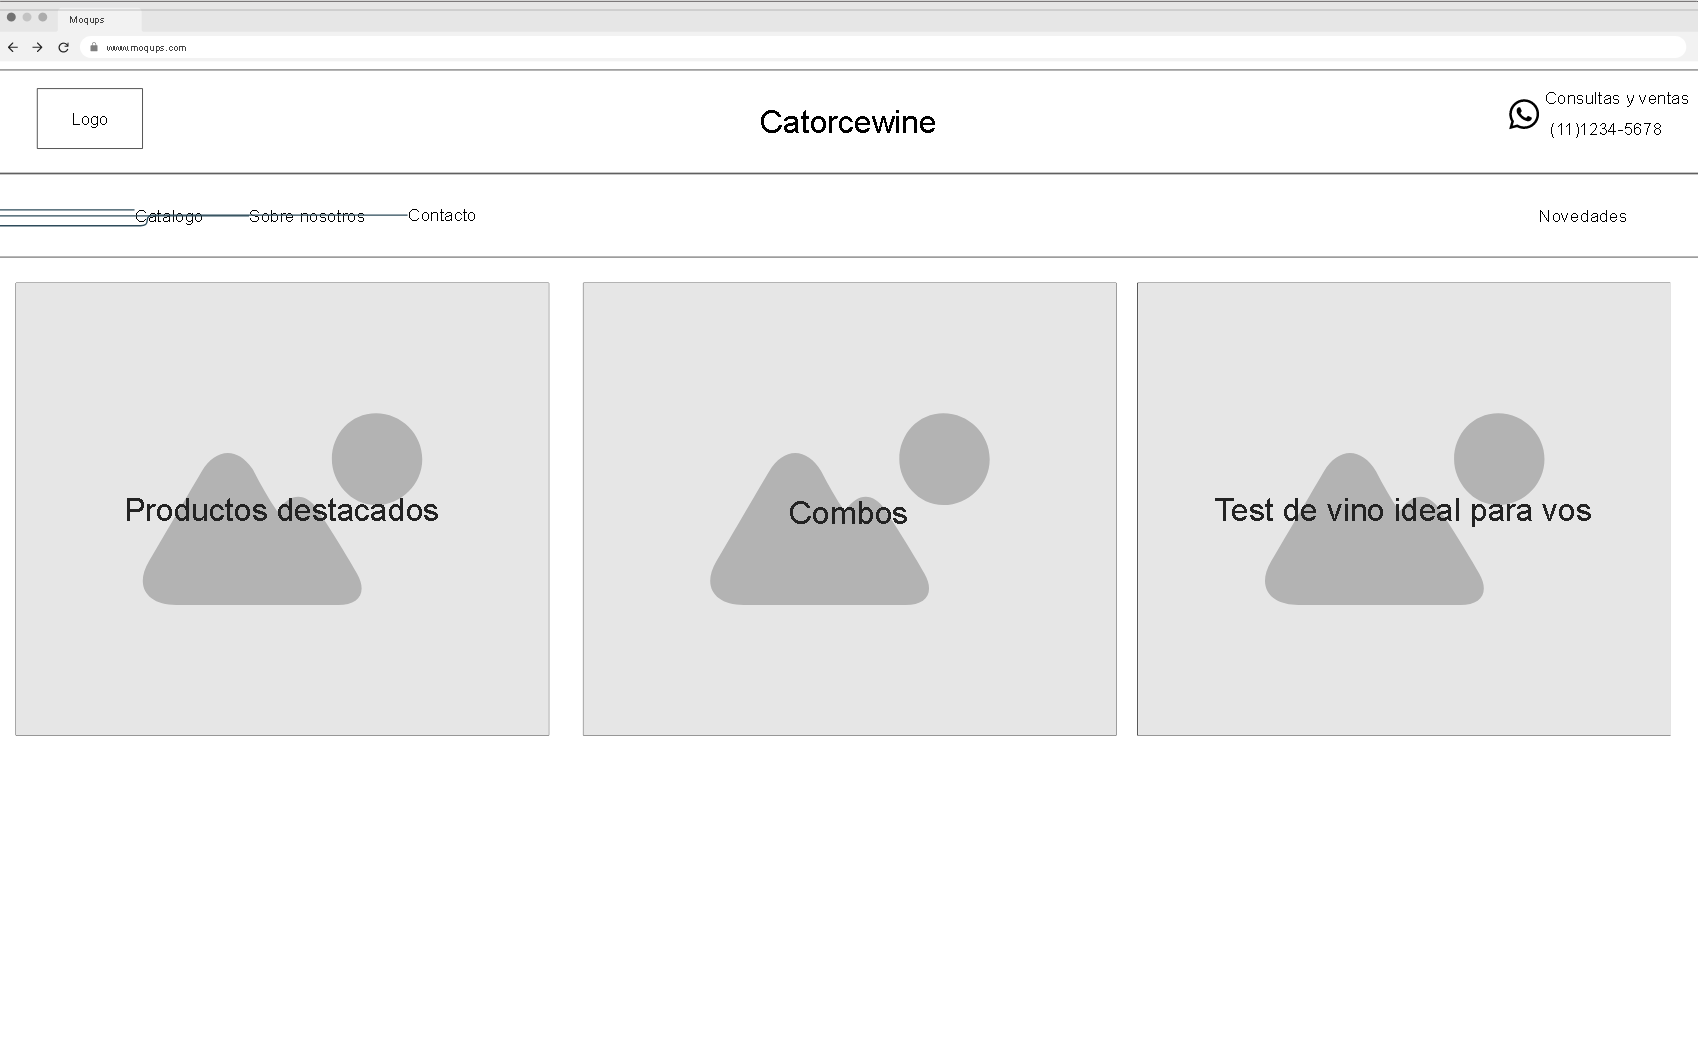 Moqups
www.moqups.com
Logo
Catorcewine
Consultas y ventas
(11)1234-5678
Catalogo
Sobre nosotros
Contacto
Novedades
Productos destacados
Combos
Test de vino ideal para vos